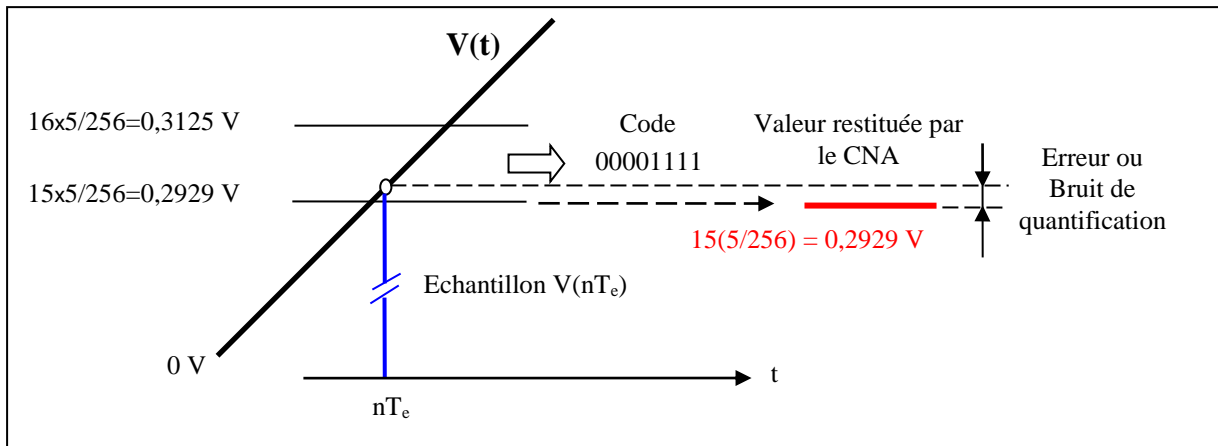 V(t)
16x5/256=0,3125 V
Code
00001111
Valeur restituée par
le CNA
Erreur ou
Bruit de
quantification
15x5/256=0,2929 V
15(5/256) = 0,2929 V
Echantillon V(nTe)
0 V
t
nTe